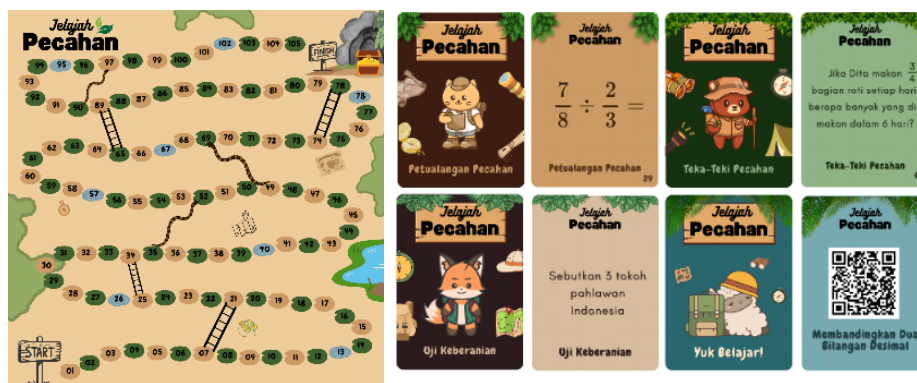 Jelajah
Pecahan
94 95 96 97 98 99 100 101 102 103 104 105
FINISH
93
92 91 90 89 88 87 86 85 84 83 82 81 80 79 78
78
77
76
61 62 63 64 65 66 67 68 69 70 71 72 73 74 75
60
59 58 57 56 55 54 53 52 51 50 49 48 47 46
45
44
31 32 33 34 35 36 37 38 39 40 41 42 43
30
29
28 27 26 25 24 23 22 21 20 19 18 17
16
15
START
01 02 03 04 05 06 07 08 09 10 11 12 13 14
Jelajah
Pecahan
Petualangan Pecahan
Jelajah
Pecahan
7/8 ÷ 2/3 =
Petualangan Pecahan
29
Jelajah
Pecahan
Teka-Teki Pecahan
Jelajah
Pecahan
Jika Dita makan 3/4
bagian roti setiap hari,
berapa banyak yang di
makan dalam 6 hari?
Teka-Teki Pecahan
Jelajah
Pecahan
Uji Keberanian
Jelajah
Pecahan
Sebutkan 3 tokoh
pahlawan
Indonesia
Uji Keberanian
Jelajah
Pecahan
Yuk Belajar!
Jelajah
Pecahan
Membandingkan Dua
Bilangan Desimal